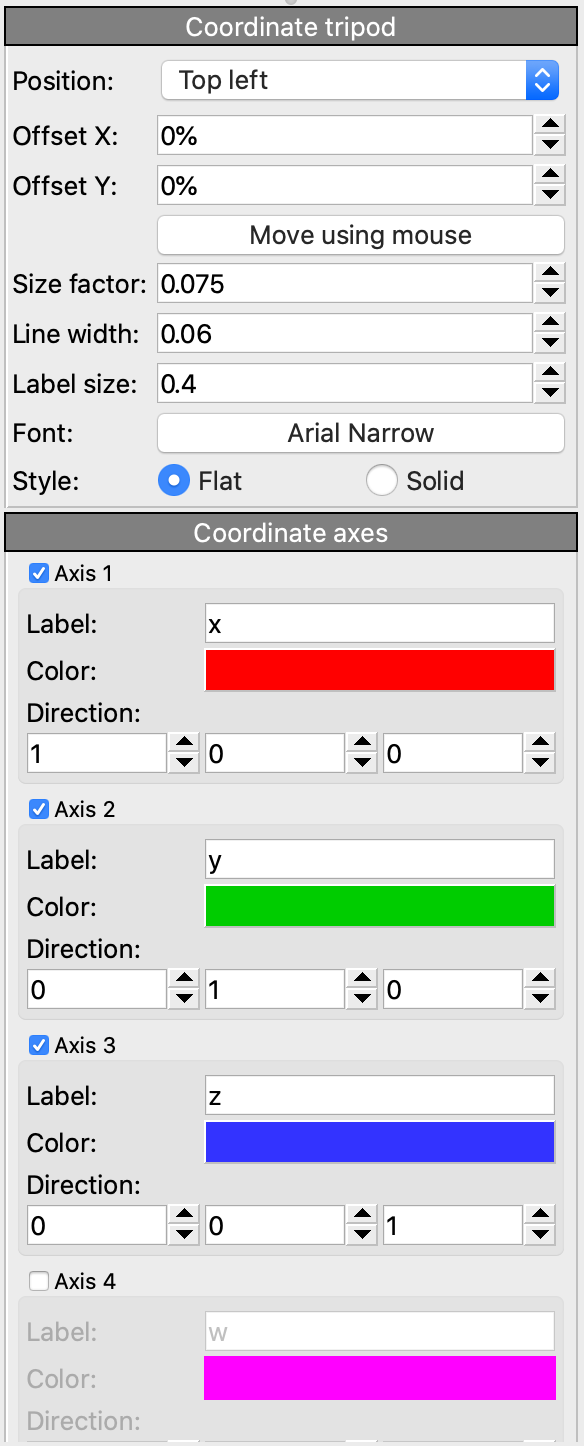 Coordinate tripod
Position: Top left
Offset X: 0%
Offset Y: 0%
Move using mouse
Size factor: 0.075
Line width: 0.06
Label size: 0.4
Font: Arial Narrow
Style: Flat Solid
Coordinate axes
Axis 1
Label: x
Color:
Direction:
1 0 0
Axis 2
Label: y
Color:
Direction:
0 1 0
Axis 3
Label: z
Color:
Direction:
0 0 1
Axis 4
Label: w
Color:
Direction: